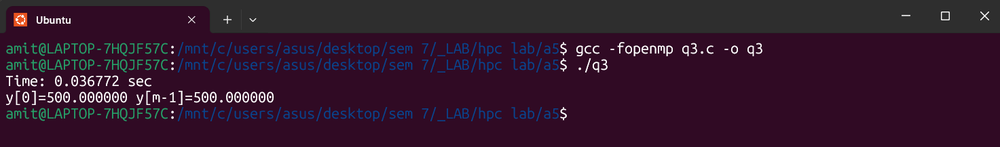 Ubuntu
amit@LAPTOP-7HQJF57C:/mnt/c/users/asus/desktop/sem 7/_LAB/hpc lab/a5$ gcc -fopenmp q3.c -o q3
amit@LAPTOP-7HQJF57C:/mnt/c/users/asus/desktop/sem 7/_LAB/hpc lab/a5$ ./q3
Time: 0.036772 sec
y[0]=500.000000 y[m-1]=500.000000
amit@LAPTOP-7HQJF57C:/mnt/c/users/asus/desktop/sem 7/_LAB/hpc lab/a5$